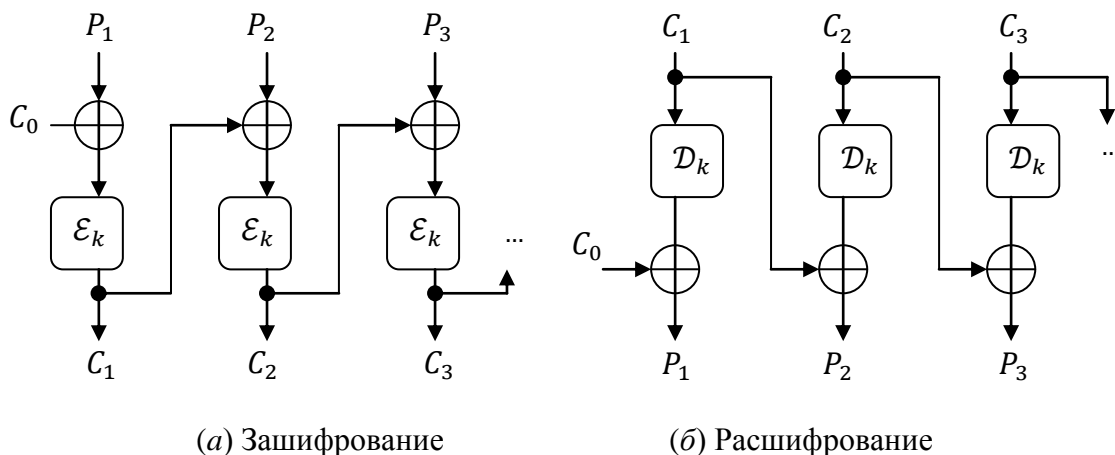 P₁ P₂ P₃ C₁ C₂ C₃
C₀
𝒟ₖ 𝒟ₖ 𝒟ₖ ..
ℰₖ ℰₖ ℰₖ ...
C₀
C₁ C₂ C₃ P₁ P₂ P₃
(а) Зашифрование (б) Расшифрование